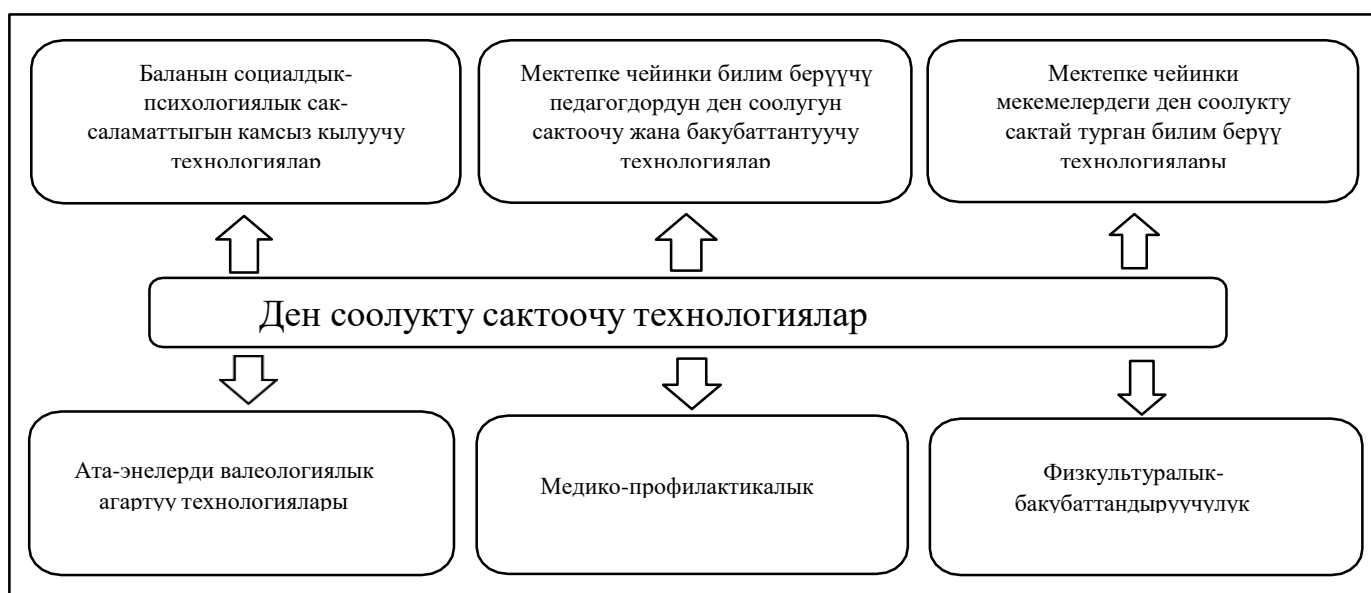 Баланын социалдык-
психологиялык сак-
саламаттыгын камсыз кылуучу
технологиялар
Мектепке чейинки билим берүүчү
педагогдордун ден соолугун
сактоочу жана бакубаттантуучу
технологиялар
Мектепке чейинки
мекемелердеги ден соолукту
сактай турган билим берүү
технологиялары
Ден соолукту сактоочу технологиялар
Ата-энелерди валеологиялык
агартуу технологиялары
Медико-профилактикалык
Физкультуралык-
бакубаттандыруучулук